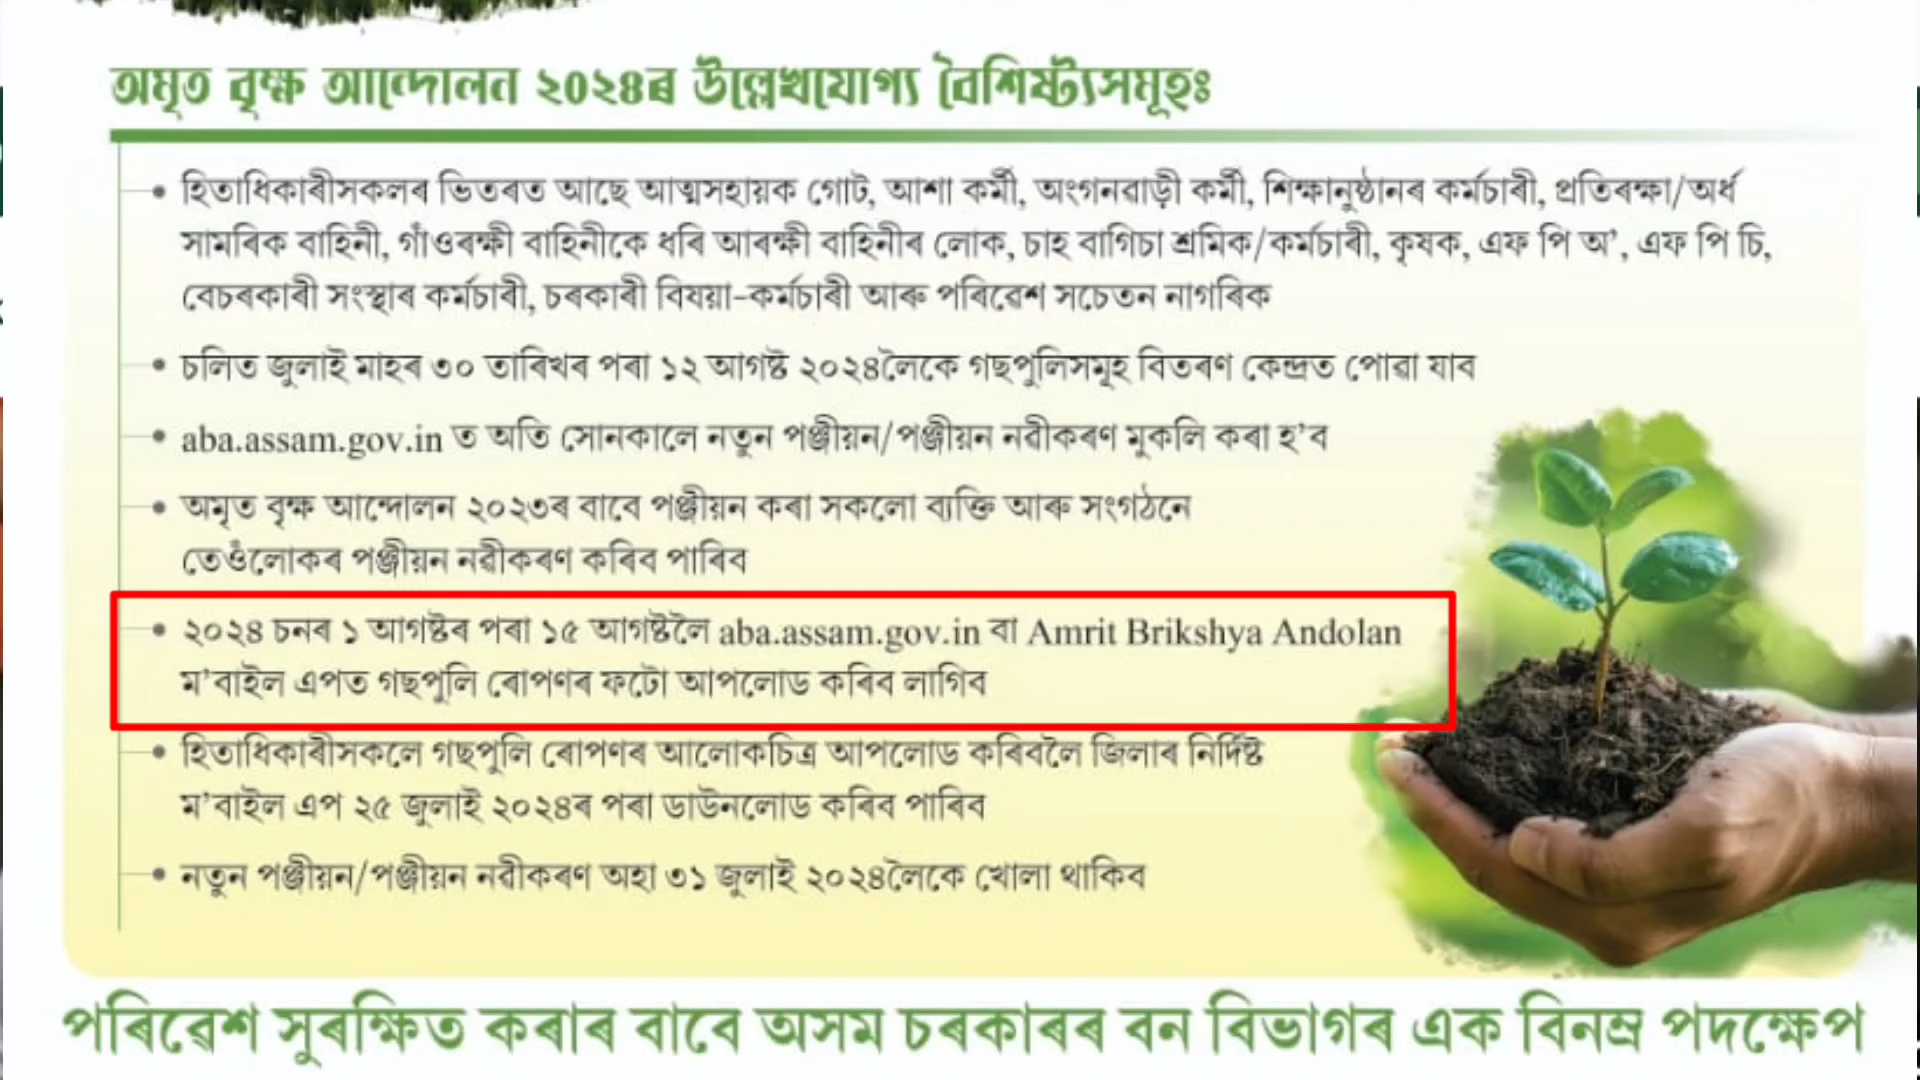 অমৃত বৃক্ষ আন্দোলন ২০২৪ৰ উল্লেখযোগ্য বৈশিষ্ট্যসমূহঃ
• হিতাধিকাৰীসকলৰ ভিতৰত আছে আত্মসহায়ক গোট, আশা কৰ্মী, অংগনৱাড়ী কৰ্মী, শিক্ষানুষ্ঠানৰ কৰ্মচাৰী, প্ৰতিৰক্ষা/অৰ্ধ
সামৰিক বাহিনী, গাঁওৰক্ষী বাহিনীকে ধৰি আৰক্ষী বাহিনীৰ লোক, চাহ বাগিচা শ্ৰমিক/কৰ্মচাৰী, কৃষক, এফ পি অ’, এফ পি চি,
বেচৰকাৰী সংস্থাৰ কৰ্মচাৰী, চৰকাৰী বিষয়া-কৰ্মচাৰী আৰু পৰিৱেশ সচেতন নাগৰিক
• চলিত জুলাই মাহৰ ৩০ তাৰিখৰ পৰা ১২ আগষ্ট ২০২৪লৈকে গছপুলিসমূহ বিতৰণ কেন্দ্ৰত পোৱা যাব
• aba.assam.gov.in ত অতি সোনকালে নতুন পঞ্জীয়ন/পঞ্জীয়ন নৱীকৰণ মুকলি কৰা হ’ব
• অমৃত বৃক্ষ আন্দোলন ২০২৩ৰ বাবে পঞ্জীয়ন কৰা সকলো ব্যক্তি আৰু সংগঠনে
তেওঁলোকৰ পঞ্জীয়ন নৱীকৰণ কৰিব পাৰিব
• ২০২৪ চনৰ ১ আগষ্টৰ পৰা ১৫ আগষ্টলৈ aba.assam.gov.in বা Amrit Brikshya Andolan
ম’বাইল এপত গছপুলি ৰোপণৰ ফটো আপলোড কৰিব লাগিব
• হিতাধিকাৰীসকলে গছপুলি ৰোপণৰ আলোকচিত্ৰ আপলোড কৰিবলৈ জিলাৰ নিৰ্দিষ্ট
ম’বাইল এপ ২৫ জুলাই ২০২৪ৰ পৰা ডাউনলোড কৰিব পাৰিব
• নতুন পঞ্জীয়ন/পঞ্জীয়ন নৱীকৰণ অহা ৩১ জুলাই ২০২৪লৈকে খোলা থাকিব
পৰিৱেশ সুৰক্ষিত কৰাৰ বাবে অসম চৰকাৰৰ বন বিভাগৰ এক বিনম্ৰ পদক্ষেপ